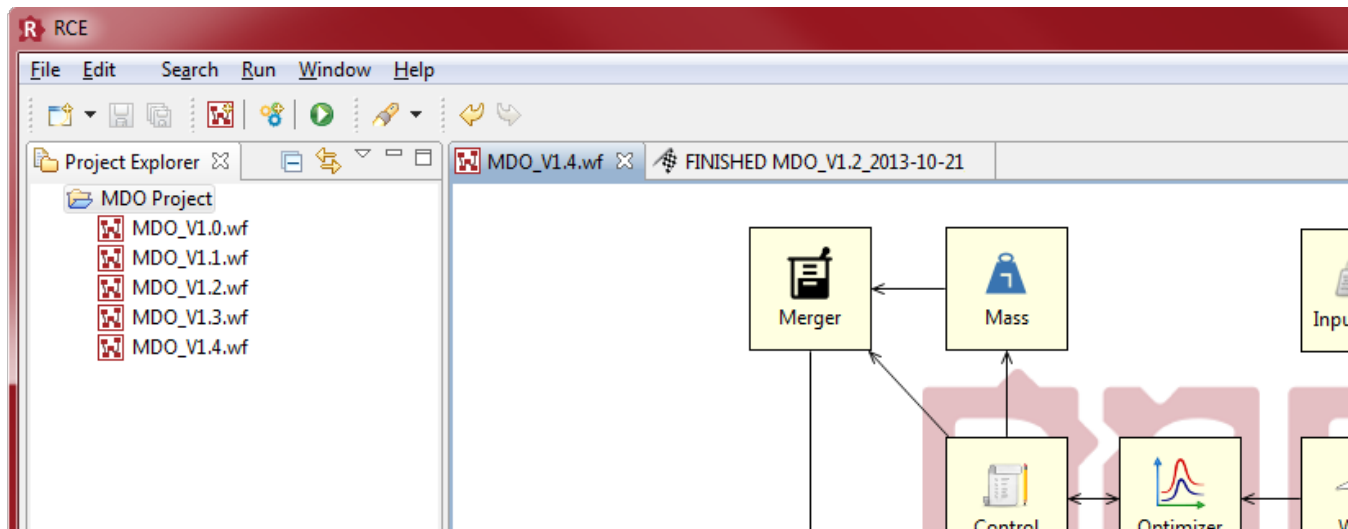 RCE
File Edit Search Run Window Help
Project Explorer
MDO Project
MDO_V1.0.wf
MDO_V1.1.wf
MDO_V1.2.wf
MDO_V1.3.wf
MDO_V1.4.wf
MDO_V1.4.wf FINISHED MDO_V1.2_2013-10-21
Merger Mass
Control Optimizer